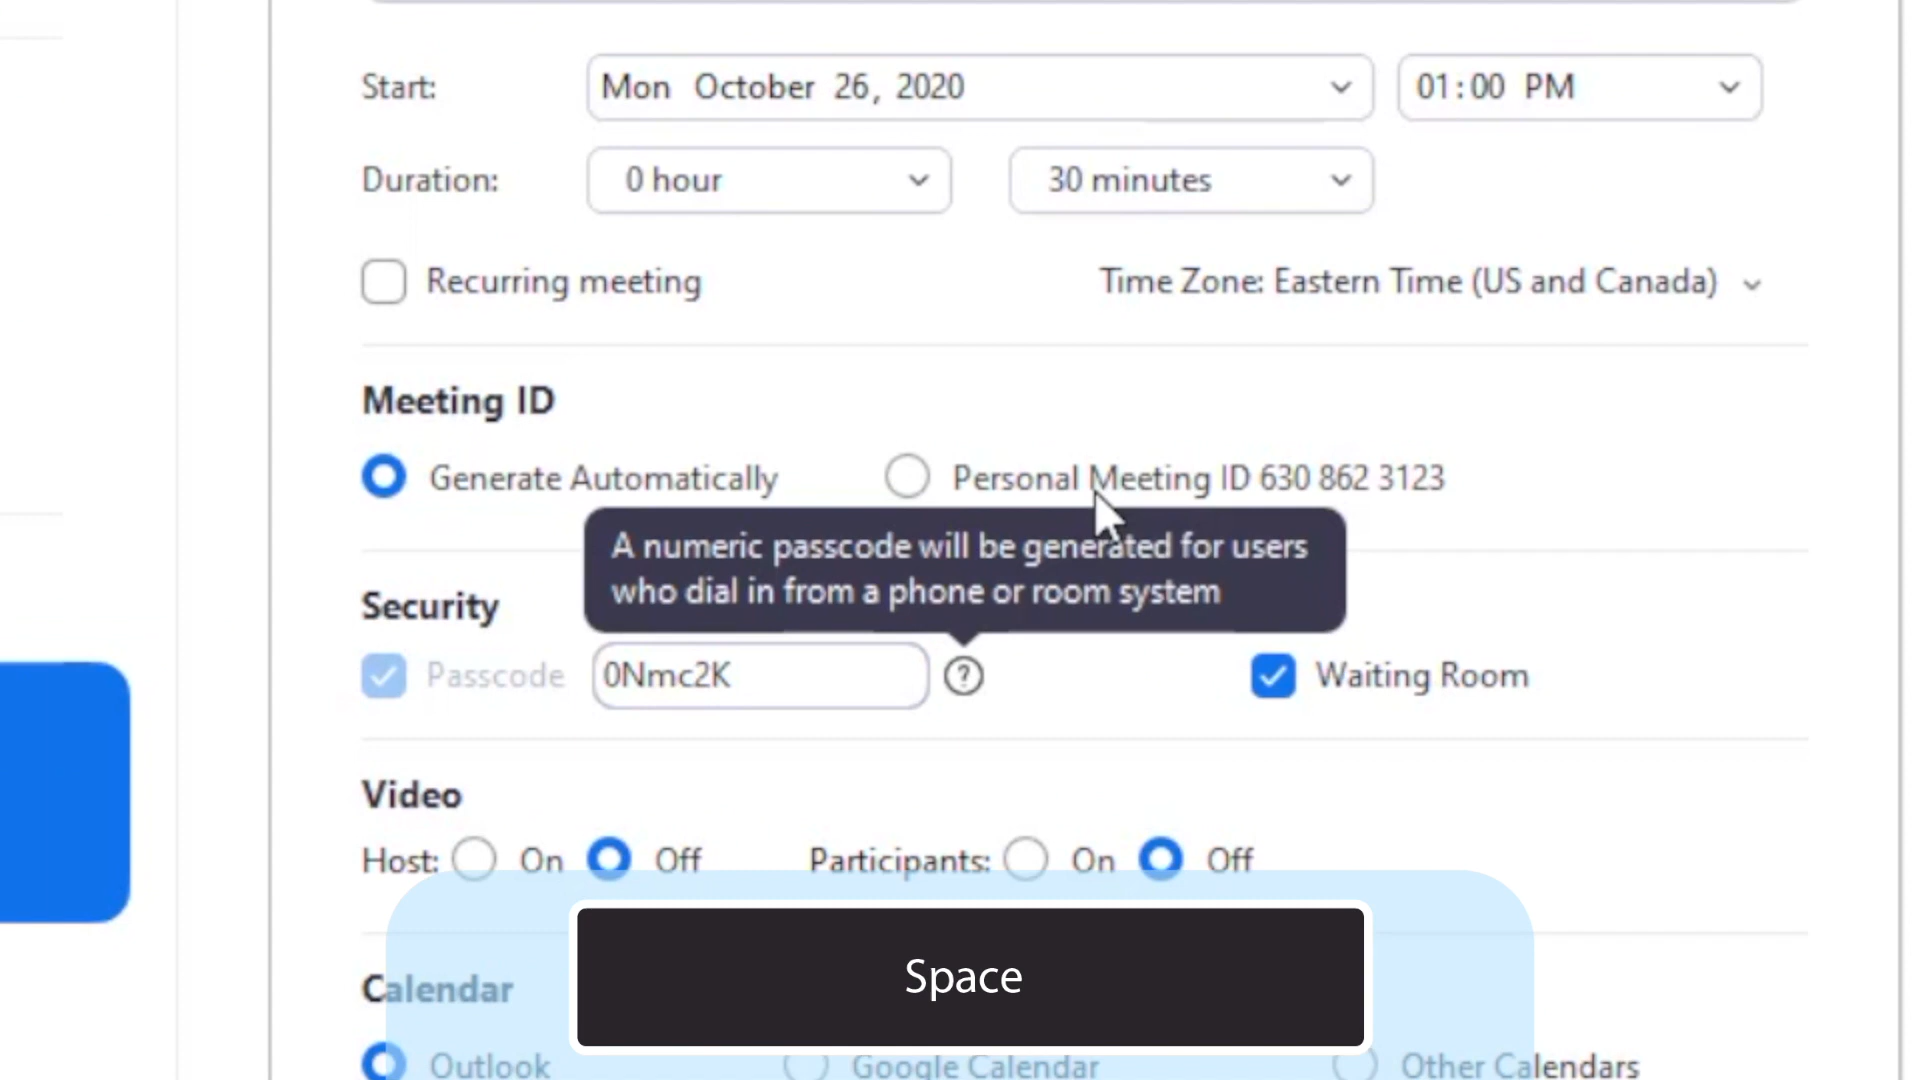 Start: Mon October 26, 2020 01:00 PM
Duration: 0 hour 30 minutes
Recurring meeting Time Zone: Eastern Time (US and Canada)
Meeting ID
Generate Automatically Personal Meeting ID 630 862 3123
A numeric passcode will be generated for users
who dial in from a phone or room system
Security
Passcode 0Nmc2K ? Waiting Room
Video
Host: On Off Participants: On Off
Calendar
Space
Outlook Google Calendar Other Calendars